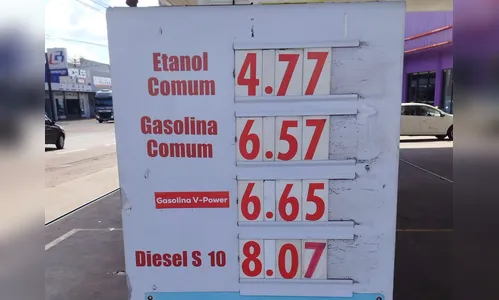 Etanol
Comum
4.77
Gasolina
Comum
6.57
Gasolina V-Power
6.65
Diesel S 10
8.07